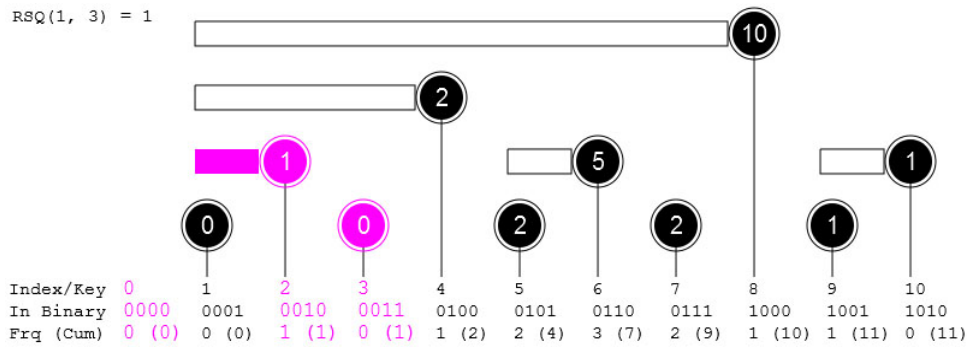 RSQ(1, 3) = 1
10
2
1 5 1
0 0 2 2 1
Index/Key 0 1 2 3 4 5 6 7 8 9 10
In Binary 0000 0001 0010 0011 0100 0101 0110 0111 1000 1001 1010
Frq (Cum) 0 (0) 0 (0) 1 (1) 0 (1) 1 (2) 2 (4) 3 (7) 2 (9) 1 (10) 1 (11) 0 (11)